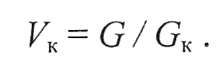 Vк = G / Gк .